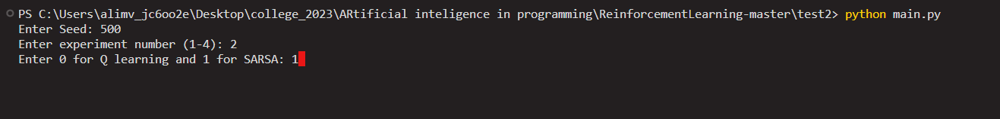 PS C:\Users\alimv_jc6oo2e\Desktop\college_2023\ARtificial inteligence in programming\ReinforcementLearning-master\test2> python main.py
Enter Seed: 500
Enter experiment number (1-4): 2
Enter 0 for Q learning and 1 for SARSA: 1